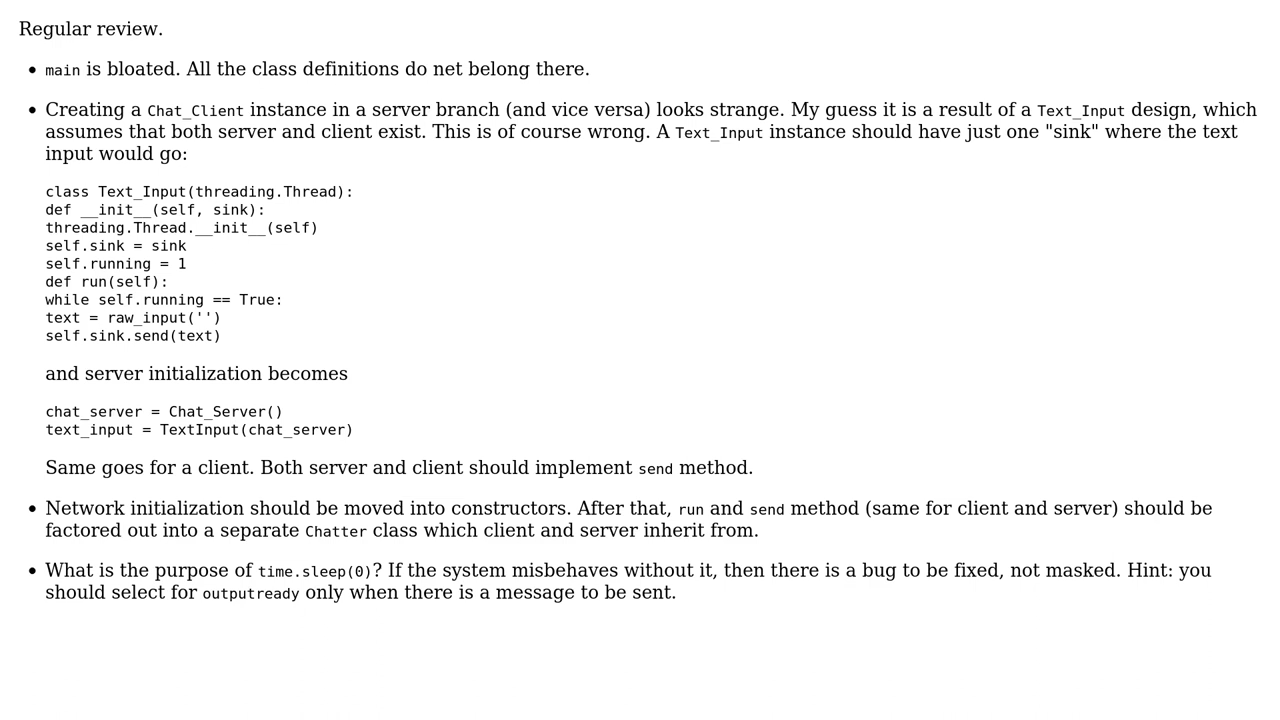 Regular review.
main is bloated. All the class definitions do net belong there.
Creating a Chat_Client instance in a server branch (and vice versa) looks strange. My guess it is a result of a Text_Input design, which
assumes that both server and client exist. This is of course wrong. A Text_Input instance should have just one "sink" where the text
input would go:
class Text_Input(threading.Thread):
def __init__(self, sink):
threading.Thread.__init__(self)
self.sink = sink
self.running = 1
def run(self):
while self.running == True:
text = raw_input('')
self.sink.send(text)
and server initialization becomes
chat_server = Chat_Server()
text_input = TextInput(chat_server)
Same goes for a client. Both server and client should implement send method.
Network initialization should be moved into constructors. After that, run and send method (same for client and server) should be
factored out into a separate Chatter class which client and server inherit from.
What is the purpose of time.sleep(0)? If the system misbehaves without it, then there is a bug to be fixed, not masked. Hint: you
should select for outputready only when there is a message to be sent.